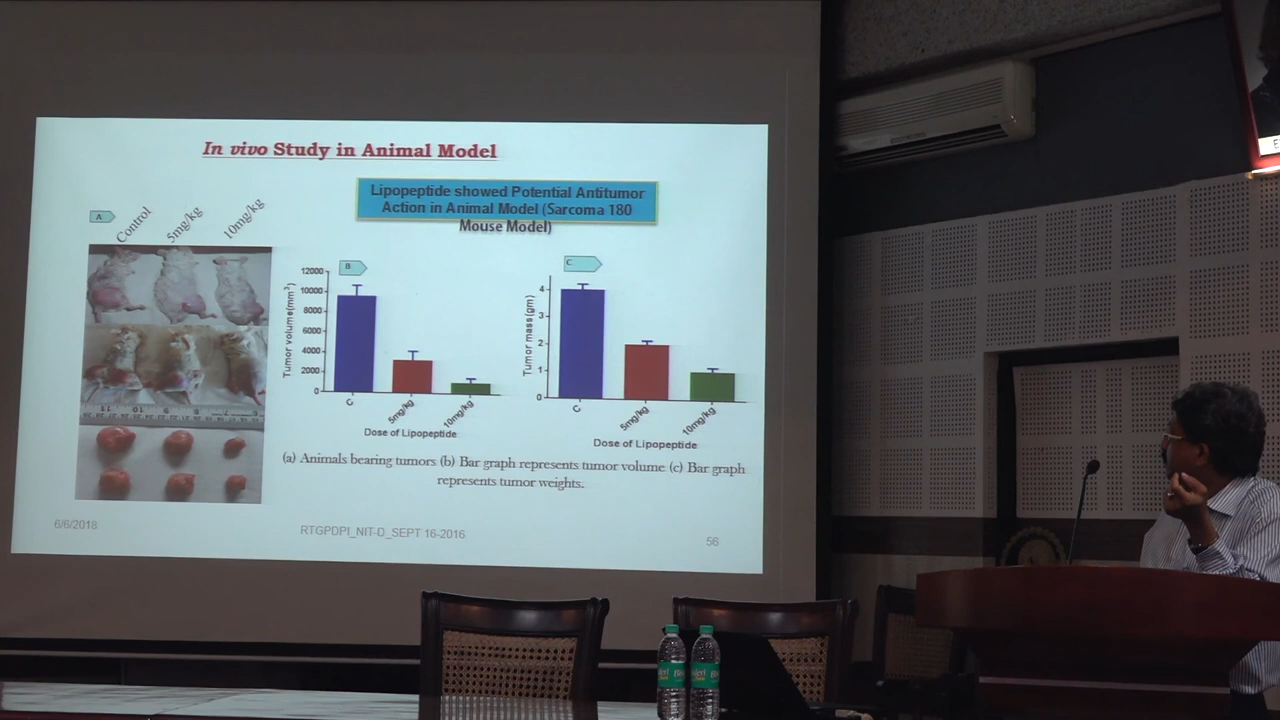 In vivo Study in Animal Model
Lipopeptide showed Potential Antitumor
Action in Animal Model (Sarcoma 180
Mouse Model)
A
Control
5mg/kg
10mg/kg
B
Tumor volume(mm³)
12000
10000
8000
6000
4000
2000
0
C
5mg/kg
10mg/kg
Dose of Lipopeptide
C
Tumor mass(gm)
4
3
2
1
0
C
5mg/kg
10mg/kg
Dose of Lipopeptide
(a) Animals bearing tumors (b) Bar graph represents tumor volume (c) Bar graph
represents tumor weights.
6/6/2018
RTGPDPI_NIT-D_SEPT 16-2016
56